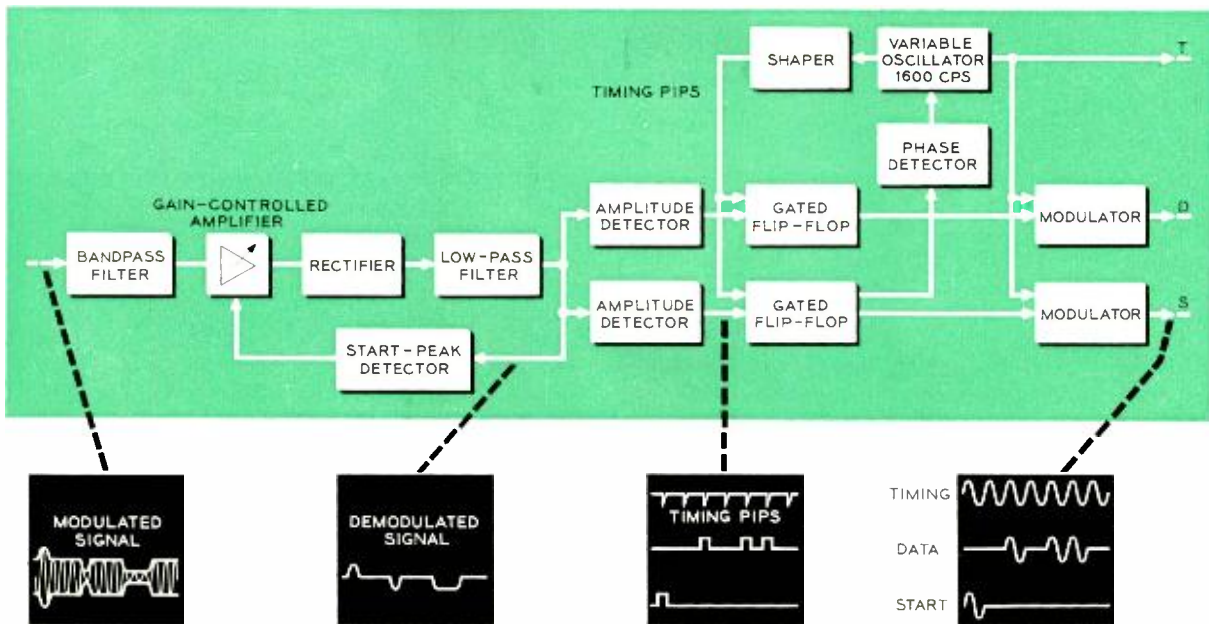 VARIABLE
OSCILLATOR
1600 CPS
SHAPER
T
TIMING PIPS
PHASE
DETECTOR
GAIN-CONTROLLED
AMPLIFIER
AMPLITUDE
DETECTOR
GATED
FLIP-FLOP
MODULATOR
D
BANDPASS
FILTER
RECTIFIER
LOW-PASS
FILTER
AMPLITUDE
DETECTOR
GATED
FLIP-FLOP
MODULATOR
S
START-PEAK
DETECTOR
MODULATED
SIGNAL
DEMODULATED
SIGNAL
TIMING PIPS
TIMING
DATA
START